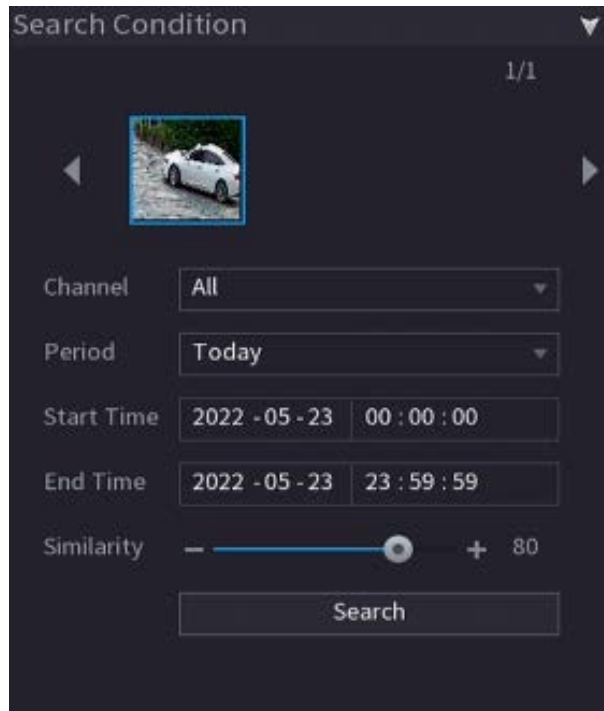 Search Condition
1/1
Channel All
Period Today
Start Time 2022 - 05 - 23 00 : 00 : 00
End Time 2022 - 05 - 23 23 : 59 : 59
Similarity − + 80
Search